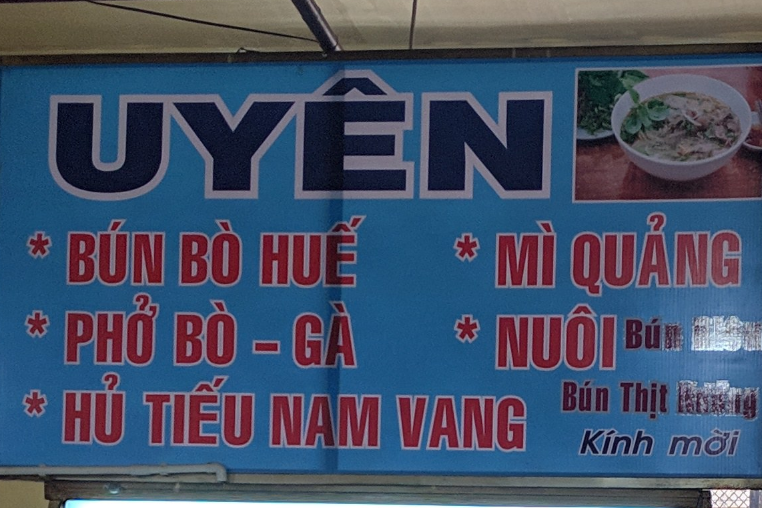 UYÊN
* BÚN BÒ HUẾ
* MÌ QUẢNG
* PHỞ BÒ – GÀ
* NUÔI Bún
* HỦ TIẾU NAM VANG
Bún Thịt
Kính mời